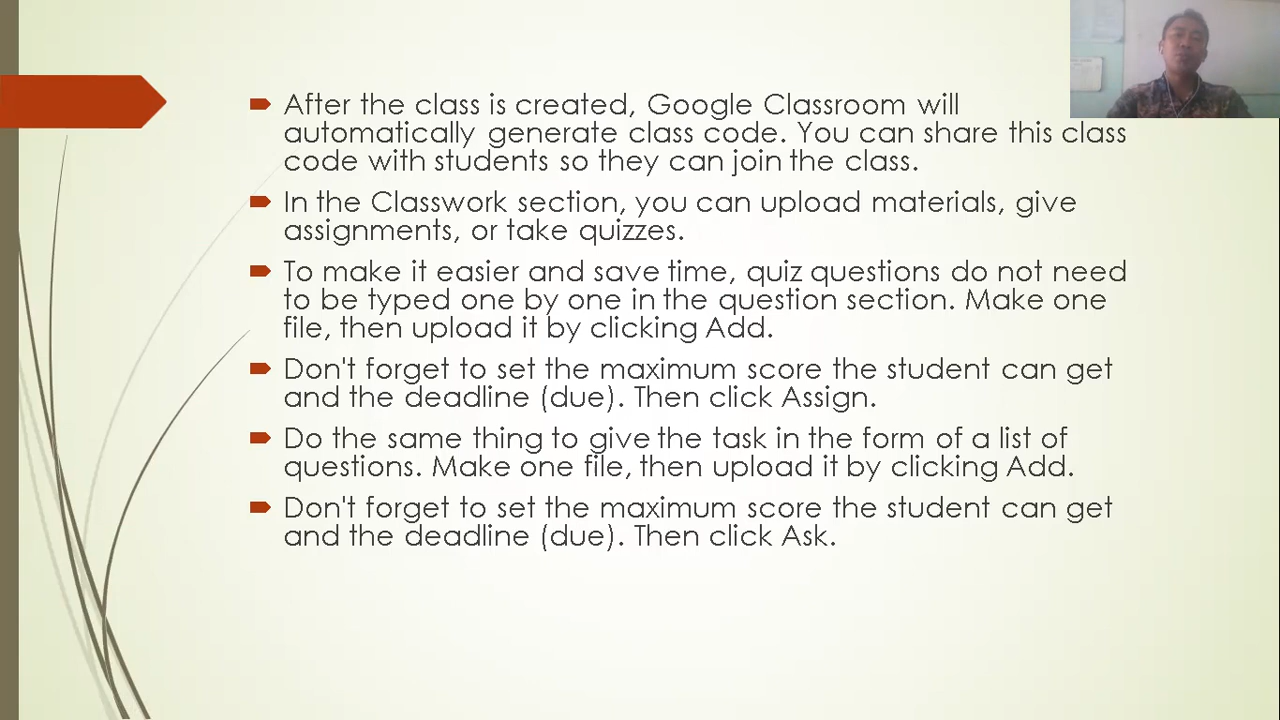 After the class is created, Google Classroom will
automatically generate class code. You can share this class
code with students so they can join the class.
In the Classwork section, you can upload materials, give
assignments, or take quizzes.
To make it easier and save time, quiz questions do not need
to be typed one by one in the question section. Make one
file, then upload it by clicking Add.
Don't forget to set the maximum score the student can get
and the deadline (due). Then click Assign.
Do the same thing to give the task in the form of a list of
questions. Make one file, then upload it by clicking Add.
Don't forget to set the maximum score the student can get
and the deadline (due). Then click Ask.